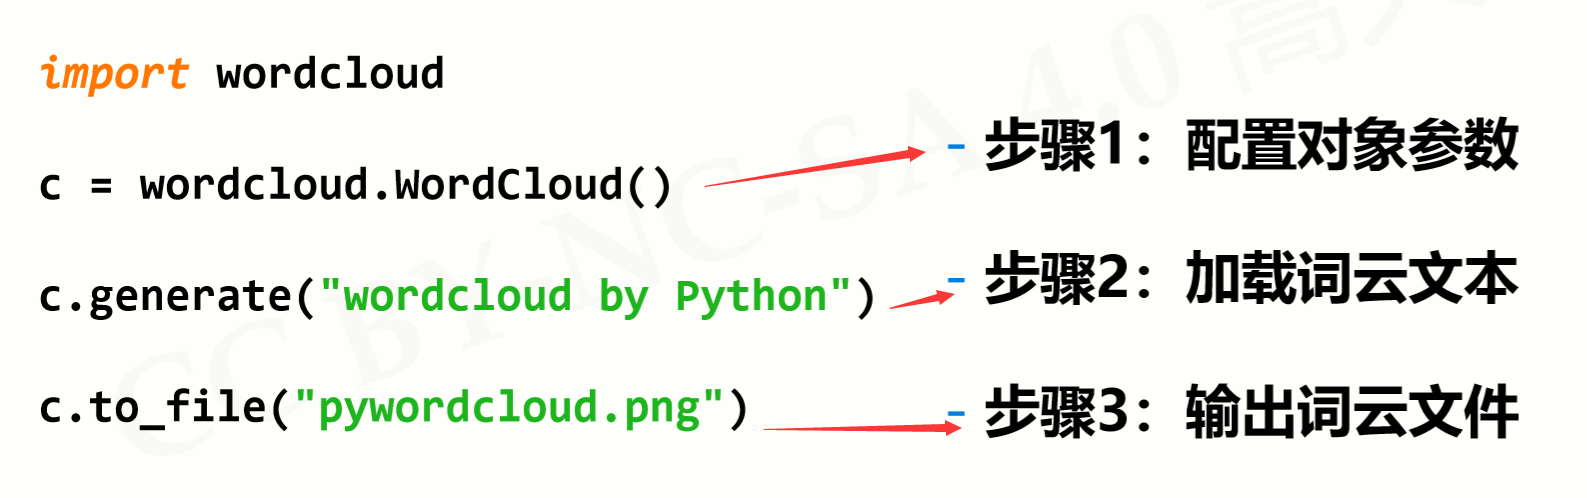 import wordcloud
c = wordcloud.WordCloud()
c.generate("wordcloud by Python")
c.to_file("pywordcloud.png")
- 步骤1：配置对象参数
- 步骤2：加载词云文本
- 步骤3：输出词云文件
CC BY-NC-SA 4.0 高